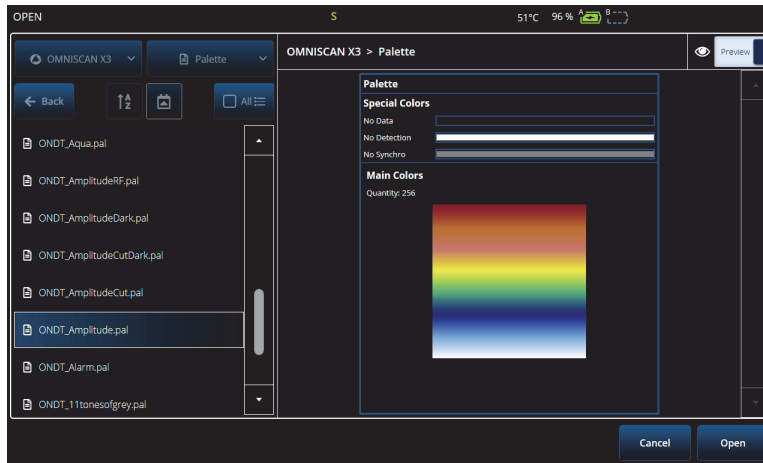 OPEN
S
51°C 96 % A B
OMNISCAN X3
Palette
OMNISCAN X3 > Palette
Preview
Back
A
Z
All
Palette
Special Colors
No Data
No Detection
No Synchro
Main Colors
Quantity: 256
ONDT_Aqua.pal
ONDT_AmplitudeRF.pal
ONDT_AmplitudeDark.pal
ONDT_AmplitudeCutDark.pal
ONDT_AmplitudeCut.pal
ONDT_Amplitude.pal
ONDT_Alarm.pal
ONDT_11tonesofgrey.pal
Cancel
Open